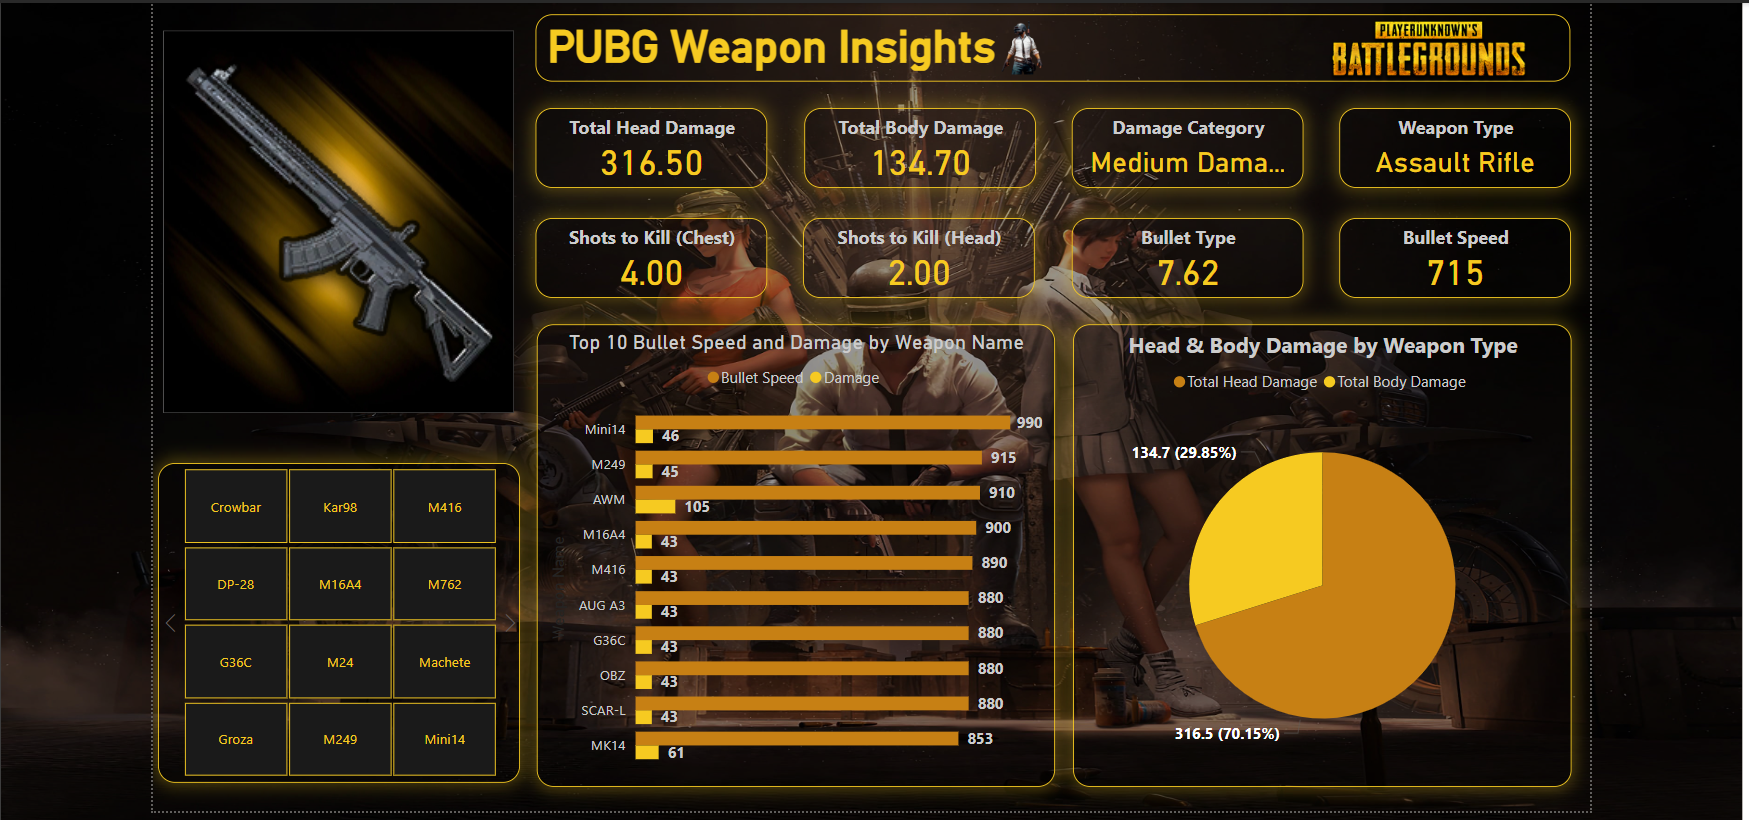 PUBG Weapon Insights
PLAYERUNKNOWN'S
BATTLEGROUNDS
Total Head Damage
316.50
Total Body Damage
134.70
Damage Category
Medium Dama...
Weapon Type
Assault Rifle
Shots to Kill (Chest)
4.00
Shots to Kill (Head)
2.00
Bullet Type
7.62
Bullet Speed
715
Crowbar
Kar98
M416
DP-28
M16A4
M762
G36C
M24
Machete
Groza
M249
Mini14
Top 10 Bullet Speed and Damage by Weapon Name
Bullet Speed
Damage
Mini14
990
46
M249
915
45
AWM
910
105
M16A4
900
43
M416
890
43
AUG A3
880
43
G36C
880
43
OBZ
880
43
SCAR-L
880
43
MK14
853
61
Head & Body Damage by Weapon Type
Total Head Damage
Total Body Damage
134.7 (29.85%)
316.5 (70.15%)